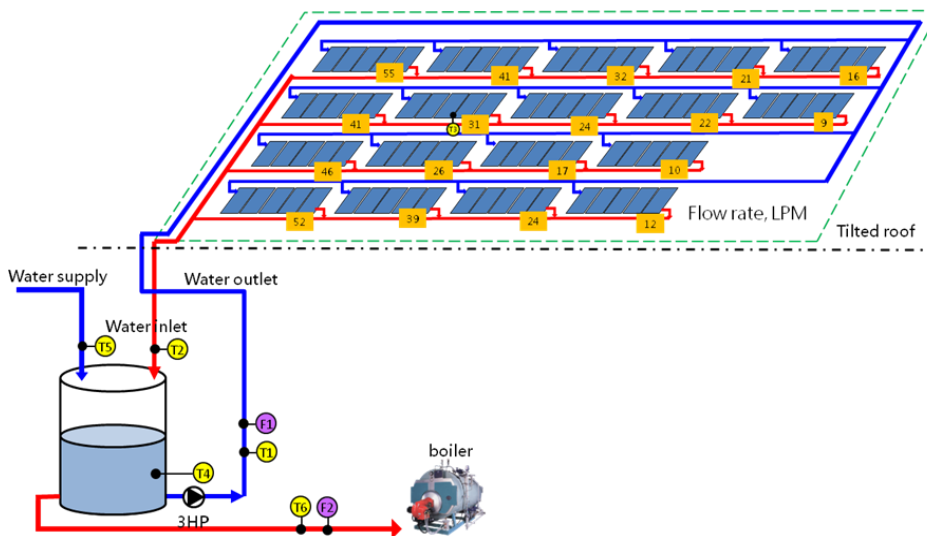 55
41
32
21
16
41
T3
31
24
22
9
46
26
17
10
52
39
24
12
Flow rate, LPM
Tilted roof
Water supply
Water outlet
Water inlet
T5
T2
F1
T1
T4
3HP
boiler
T6
F2